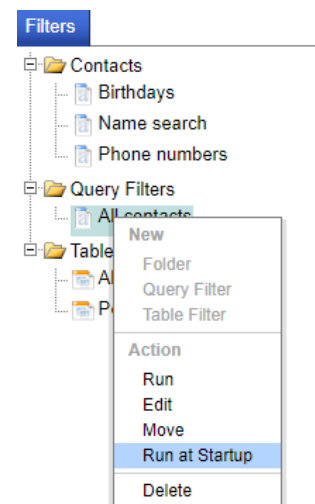 Filters
Contacts
Birthdays
Name search
Phone numbers
Query Filters
All contacts
New
Table
Folder
Query Filter
Table Filter
Action
Run
Edit
Move
Run at Startup
Delete